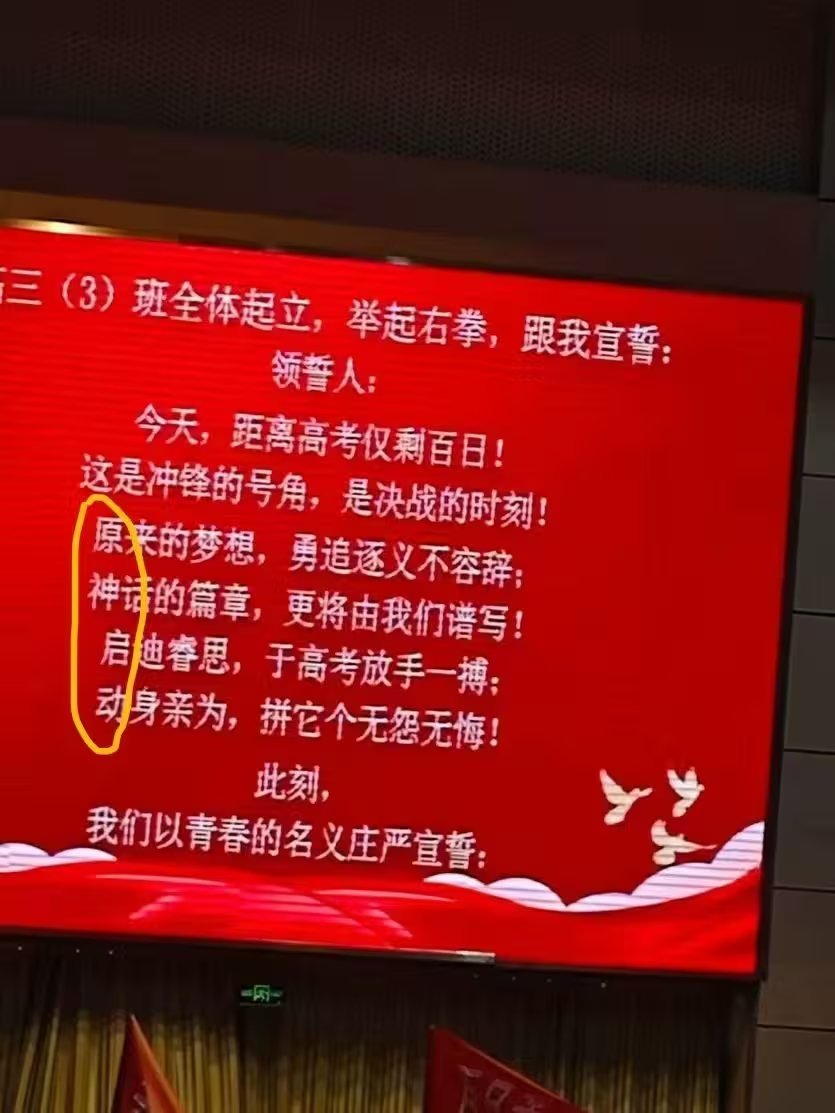 三（3）班全体起立，举起右拳，跟我宣誓：
领誓人：
今天，距离高考仅剩百日！
这是冲锋的号角，是决战的时刻！
原来的梦想，勇追逐义不容辞；
神话的篇章，更将由我们谱写！
启迪睿思，于高考放手一搏；
动身亲为，拼它个无怨无悔！
此刻，
我们以青春的名义庄严宣誓：